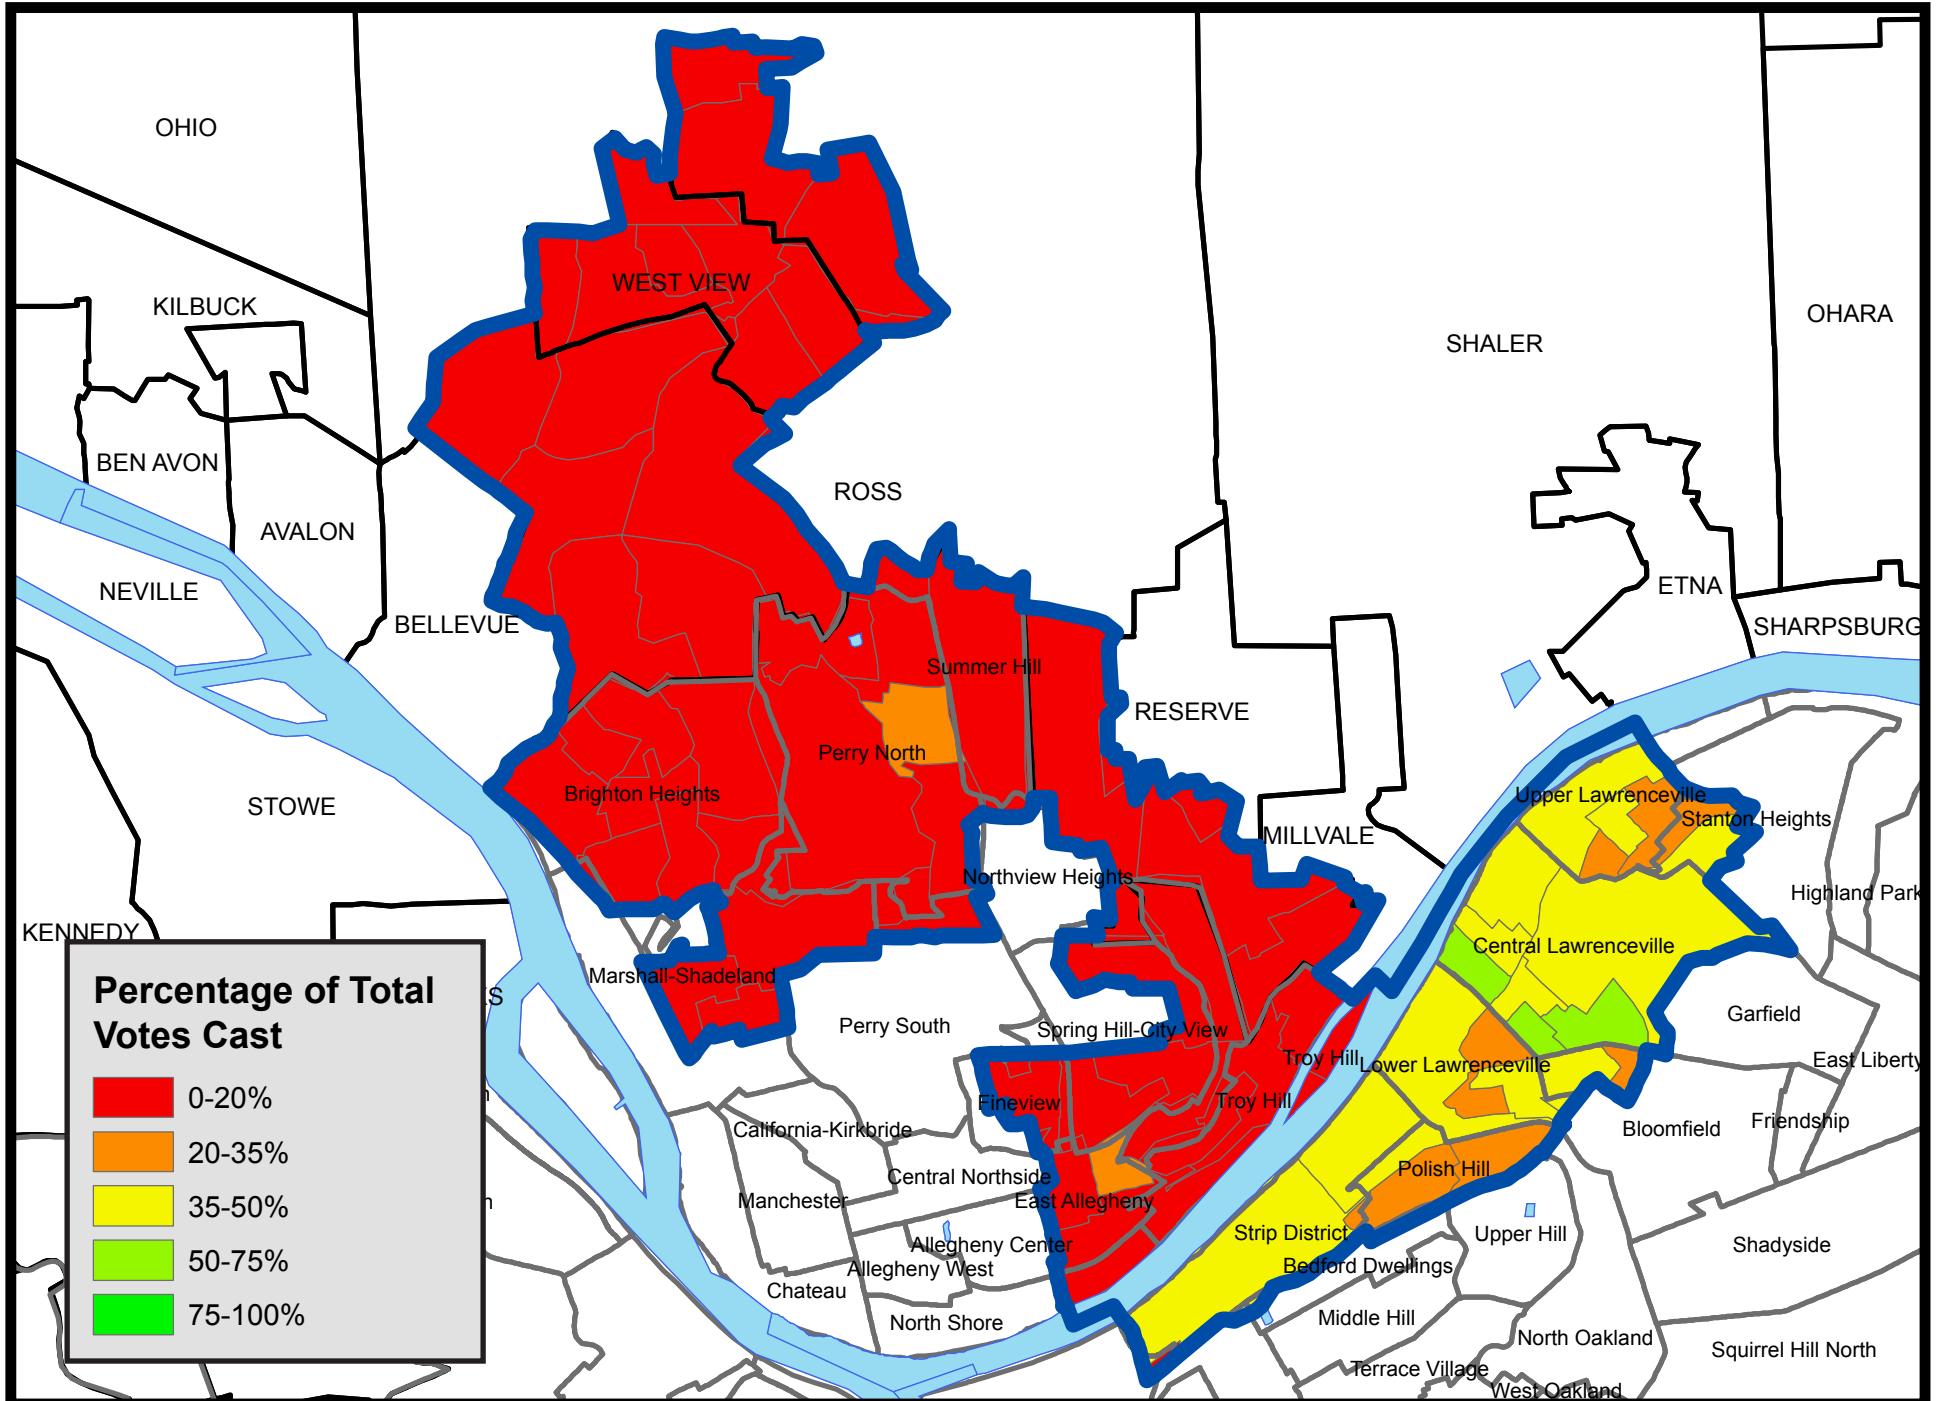 OHIO
KILBUCK
WEST VIEW
OHARA
SHALER
BEN AVON
ROSS
AVALON
ETNA
NEVILLE
BELLEVUE
SHARPSBURG
Summer Hill
RESERVE
Perry North
Brighton Heights
Upper Lawrenceville
STOWE
Stanton Heights
MILLVALE
Northview Heights
Highland Park
KENNEDY
Central Lawrenceville
Marshall-Shadeland
KS
Garfield
Perry South
Spring Hill-City View
Troy Hill
Lower Lawrenceville
East Liberty
Fineview
Troy Hill
California-Kirkbride
Bloomfield
Friendship
Polish Hill
Central Northside
Manchester
East Allegheny
Strip District
Upper Hill
Allegheny Center
Shadyside
Allegheny West
Bedford Dwellings
Chateau
Middle Hill
North Shore
North Oakland
Squirrel Hill North
Terrace Village
West Oakland
Percentage of Total
Votes Cast
0-20%
20-35%
35-50%
50-75%
75-100%